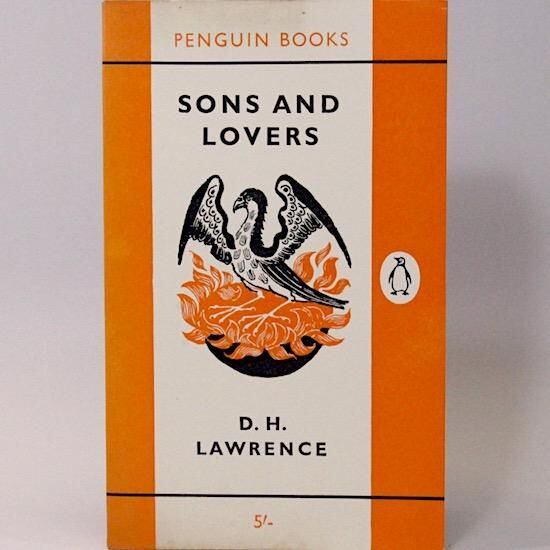 PENGUIN BOOKS
SONS AND
LOVERS
D. H.
LAWRENCE
5/-